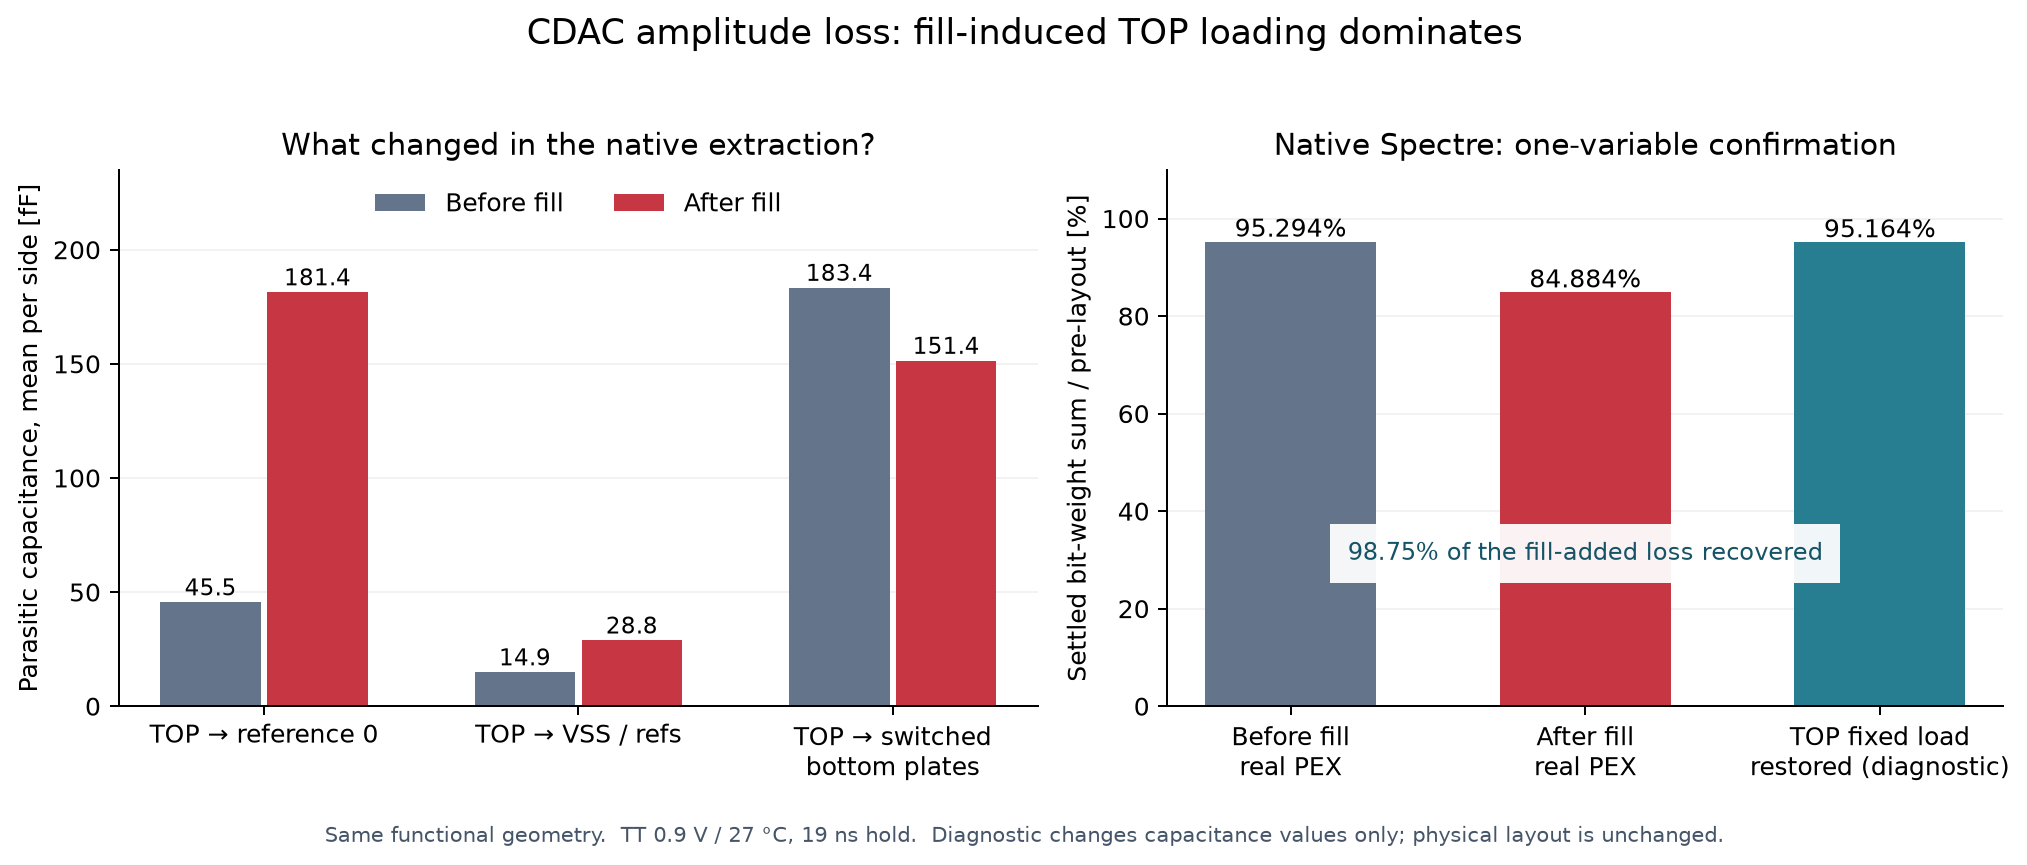 CDAC amplitude loss: fill-induced TOP loading dominates
What changed in the native extraction?
Before fill
After fill
Parasitic capacitance, mean per side [fF]
200
150
100
50
0
45.5
181.4
14.9
28.8
183.4
151.4
TOP → reference 0
TOP → VSS / refs
TOP → switched
bottom plates
Native Spectre: one-variable confirmation
Settled bit-weight sum / pre-layout [%]
100
80
60
40
20
0
95.294%
84.884%
95.164%
98.75% of the fill-added loss recovered
Before fill
real PEX
After fill
real PEX
TOP fixed load
restored (diagnostic)
Same functional geometry.  TT 0.9 V / 27 °C, 19 ns hold.  Diagnostic changes capacitance values only; physical layout is unchanged.